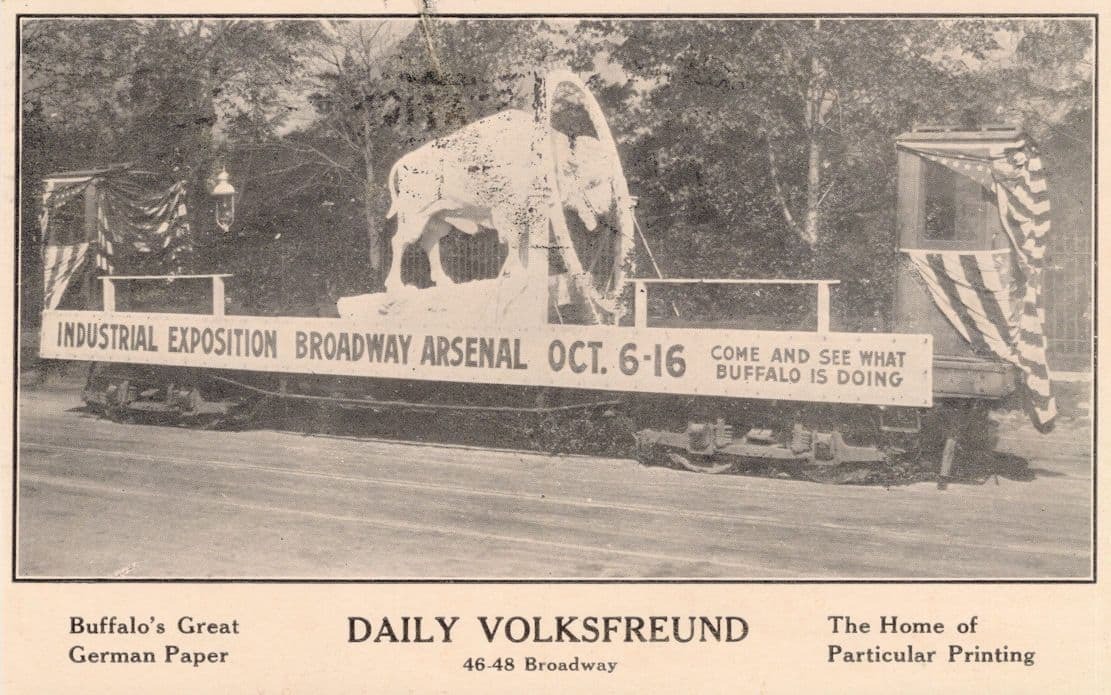 INDUSTRIAL EXPOSITION BROADWAY ARSENAL OCT. 6-16
COME AND SEE WHAT
BUFFALO IS DOING
Buffalo's Great
German Paper
DAILY VOLKSFREUND
46-48 Broadway
The Home of
Particular Printing